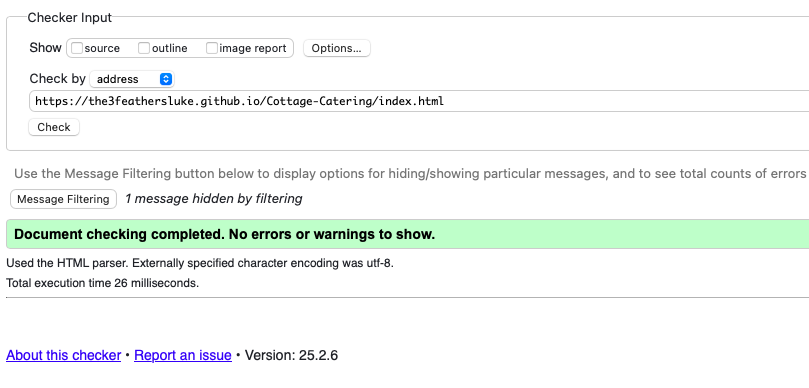 Checker Input
Show source outline image report Options...
Check by address
https://the3feathersluke.github.io/Cottage-Catering/index.html
Check
Use the Message Filtering button below to display options for hiding/showing particular messages, and to see total counts of errors
Message Filtering 1 message hidden by filtering
Document checking completed. No errors or warnings to show.
Used the HTML parser. Externally specified character encoding was utf-8.
Total execution time 26 milliseconds.
About this checker • Report an issue • Version: 25.2.6